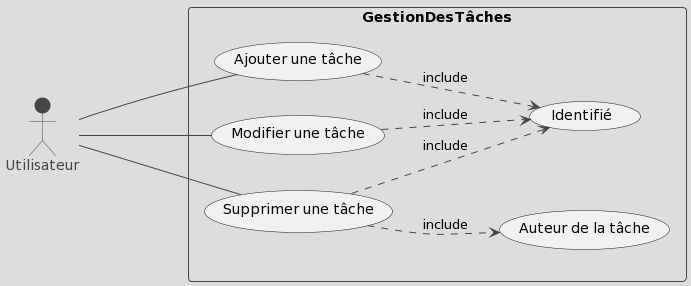 GestionDesTâches
Ajouter une tâche
include
Modifier une tâche
include
Identifié
include
Utilisateur
Supprimer une tâche
include
Auteur de la tâche